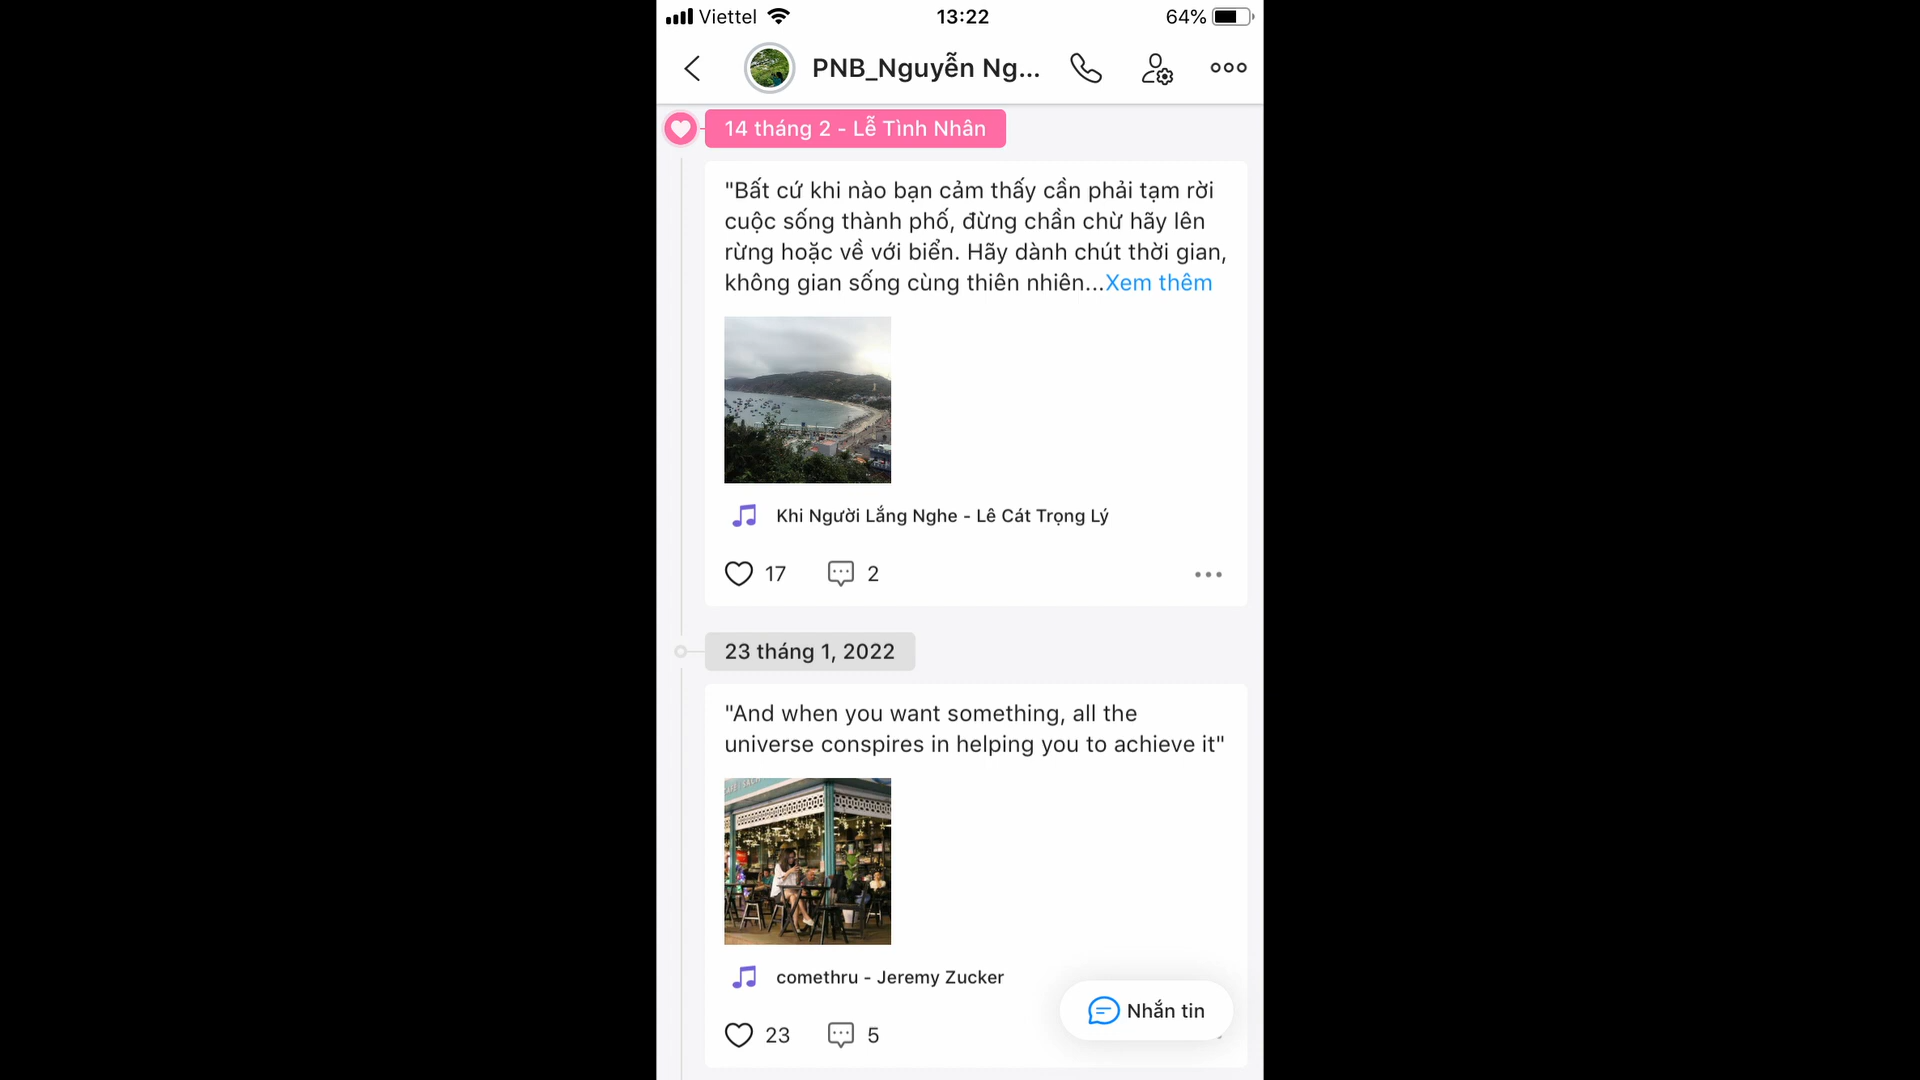 Viettel 13:22 64%
PNB_Nguyễn Ng...
14 tháng 2 - Lễ Tình Nhân
"Bất cứ khi nào bạn cảm thấy cần phải tạm rời
cuộc sống thành phố, đừng chần chừ hãy lên
rừng hoặc về với biển. Hãy dành chút thời gian,
không gian sống cùng thiên nhiên...Xem thêm
Khi Người Lắng Nghe - Lê Cát Trọng Lý
17 2
23 tháng 1, 2022
"And when you want something, all the
universe conspires in helping you to achieve it"
comethru - Jeremy Zucker
Nhắn tin
23 5